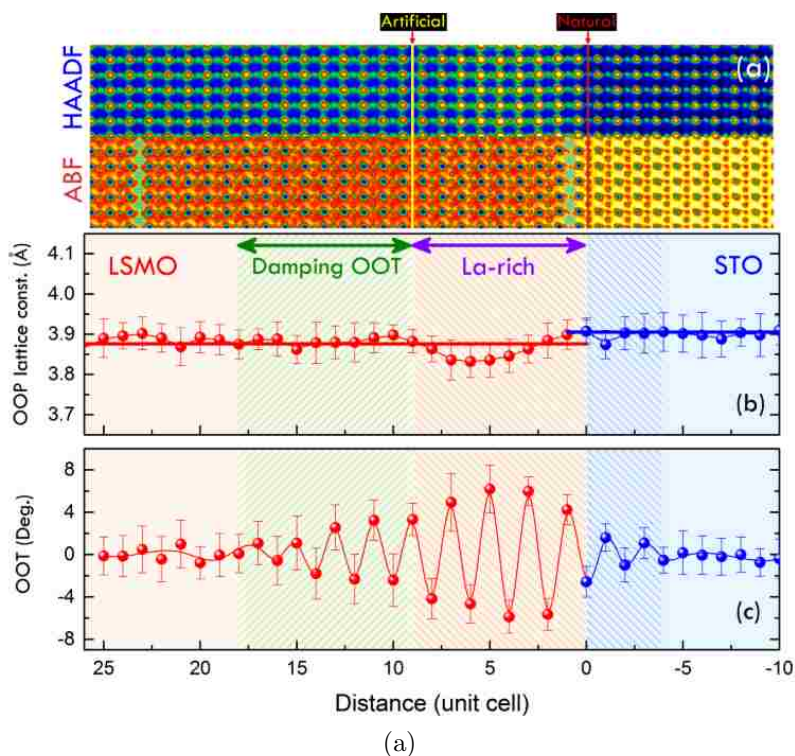 Artificial Natural
HAADF (a)
ABF
OOP lattice const. (Å)
4.1
4.0
3.9
3.8
3.7
LSMO Damping OOT La-rich STO
(b)
OOT (Deg.)
8
4
0
-4
-8
(c)
25 20 15 10 5 0 -5 -10
Distance (unit cell)
(a)